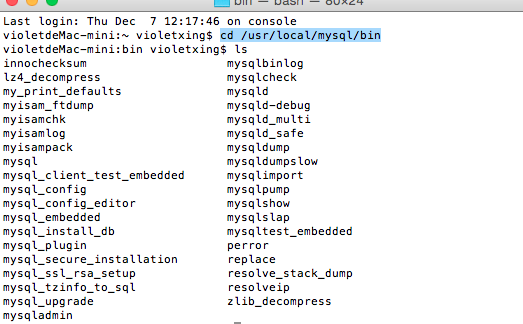 bin — bash — 80×24
Last login: Thu Dec  7 12:17:46 on console
violetdeMac-mini:~ violetxing$ cd /usr/local/mysql/bin
violetdeMac-mini:bin violetxing$ ls
innochecksum                    mysqlbinlog
lz4_decompress                  mysqlcheck
my_print_defaults               mysqld
myisam_ftdump                   mysqld-debug
myisamchk                       mysqld_multi
myisamlog                       mysqld_safe
myisampack                      mysqldump
mysql                           mysqldumpslow
mysql_client_test_embedded      mysqlimport
mysql_config                    mysqlpump
mysql_config_editor             mysqlshow
mysql_embedded                  mysqlslap
mysql_install_db                mysqltest_embedded
mysql_plugin                    perror
mysql_secure_installation       replace
mysql_ssl_rsa_setup             resolve_stack_dump
mysql_tzinfo_to_sql             resolveip
mysql_upgrade                   zlib_decompress
mysqladmin